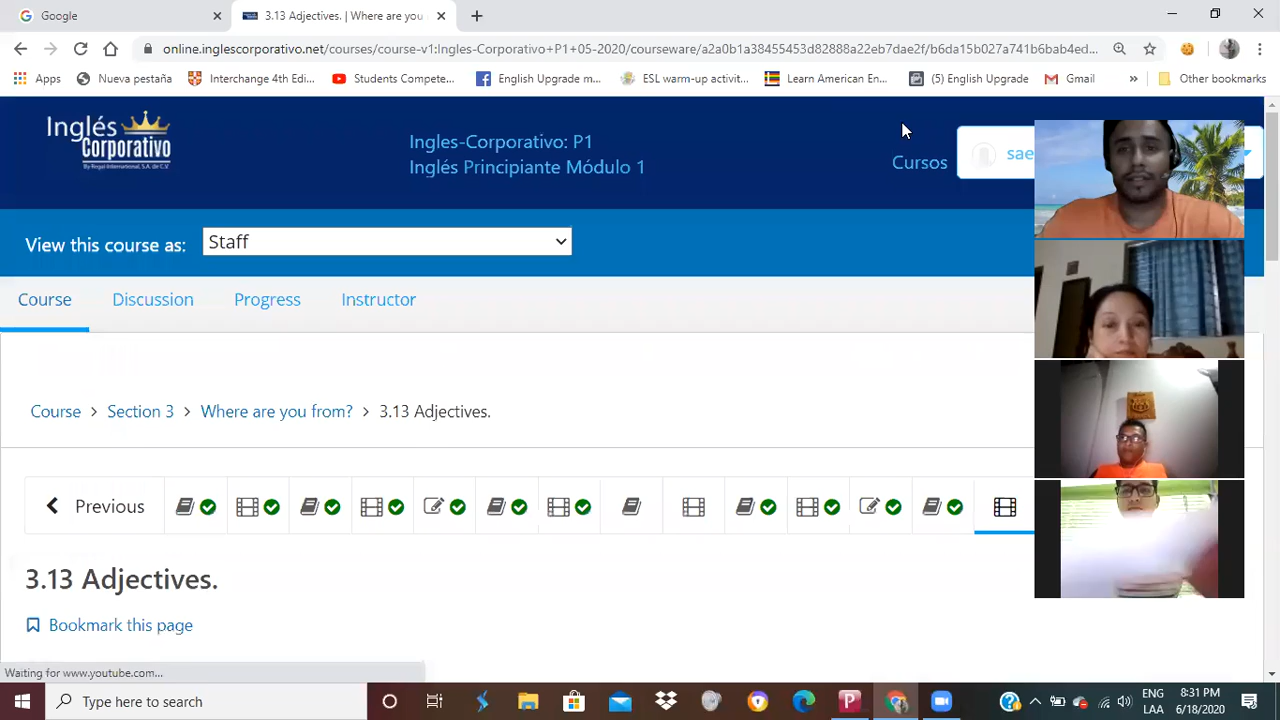 Google
3.13 Adjectives. | Where are you
online.inglescorporativo.net/courses/course-v1:Ingles-Corporativo+P1+05-2020/courseware/a2a0b1a38455453d82888a22eb7dae2f/b6da15b027a741b6bab4ed...
Apps Nueva pestaña Interchange 4th Edi... Students Compete... English Upgrade m... ESL warm-up activit... Learn American En... (5) English Upgrade Gmail » Other bookmarks
Inglés Corporativo
By Regal International, S.A. de C.V.
Ingles-Corporativo: P1
Inglés Principiante Módulo 1
Cursos
sae
View this course as: Staff
Course Discussion Progress Instructor
Course > Section 3 > Where are you from? > 3.13 Adjectives.
Previous
3.13 Adjectives.
Bookmark this page
Waiting for www.youtube.com...
Type here to search
ENG 8:31 PM
LAA 6/18/2020